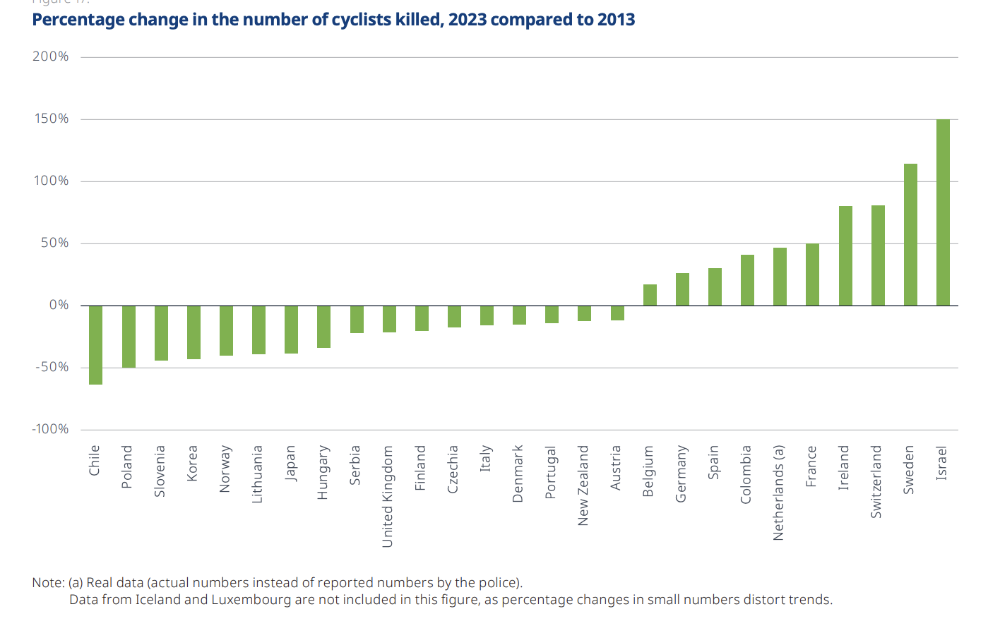 Figure 17.
Percentage change in the number of cyclists killed, 2023 compared to 2013
200%
150%
100%
50%
0%
-50%
-100%
Chile
Poland
Slovenia
Korea
Norway
Lithuania
Japan
Hungary
Serbia
United Kingdom
Finland
Czechia
Italy
Denmark
Portugal
New Zealand
Austria
Belgium
Germany
Spain
Colombia
Netherlands (a)
France
Ireland
Switzerland
Sweden
Israel
Note: (a) Real data (actual numbers instead of reported numbers by the police).
Data from Iceland and Luxembourg are not included in this figure, as percentage changes in small numbers distort trends.